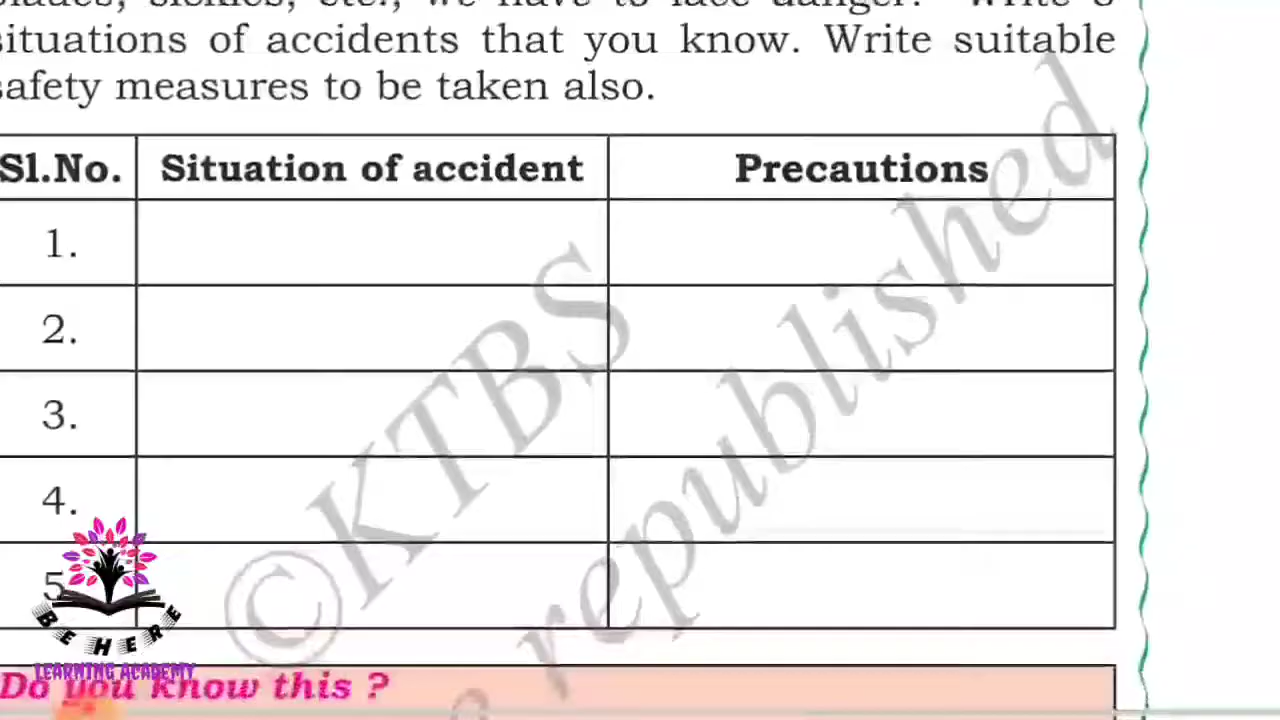 situations of accidents that you know. Write suitable
safety measures to be taken also.
Sl.No. Situation of accident Precautions
1.
2.
3.
4.
5
©KTBS
republished
BE HERE
LEARNING ACADEMY
Do you know this ?